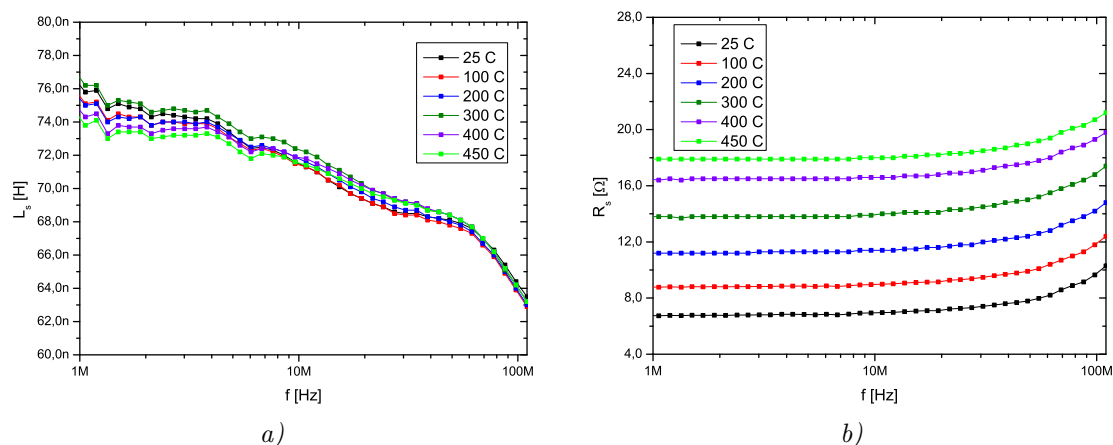 80,0n
78,0n
76,0n
74,0n
72,0n
70,0n
68,0n
66,0n
64,0n
62,0n
60,0n
L_s [H]
1M
10M
100M
f [Hz]
25 C
100 C
200 C
300 C
400 C
450 C
a)
28,0
24,0
20,0
16,0
12,0
8,0
4,0
R_s [Ω]
1M
10M
100M
f [Hz]
25 C
100 C
200 C
300 C
400 C
450 C
b)